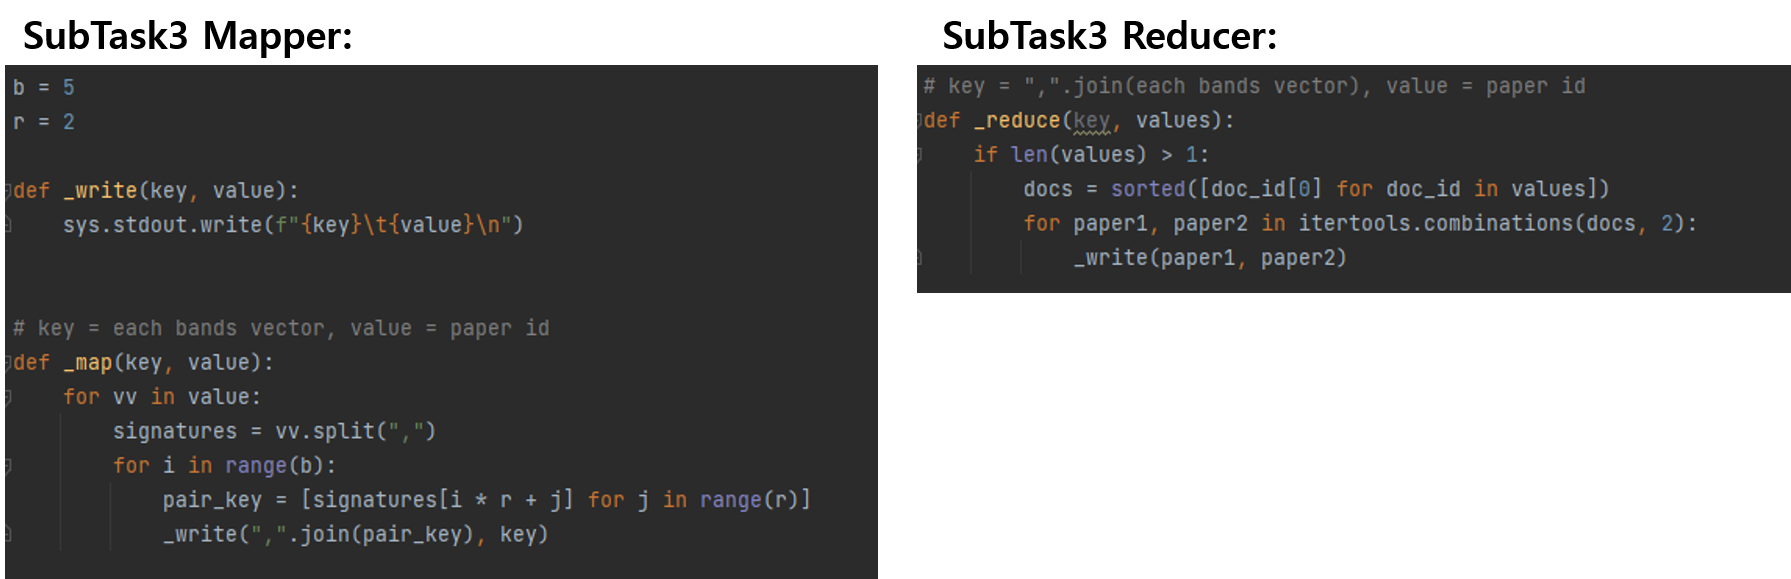 SubTask3 Mapper:
b = 5
r = 2
def _write(key, value):
    sys.stdout.write(f"{key}\t{value}\n")
# key = each bands vector, value = paper id
def _map(key, value):
    for vv in value:
        signatures = vv.split(",")
        for i in range(b):
            pair_key = [signatures[i * r + j] for j in range(r)]
            _write(",".join(pair_key), key)
SubTask3 Reducer:
# key = ",".join(each bands vector), value = paper id
def _reduce(key, values):
    if len(values) > 1:
        docs = sorted([doc_id[0] for doc_id in values])
        for paper1, paper2 in itertools.combinations(docs, 2):
            _write(paper1, paper2)